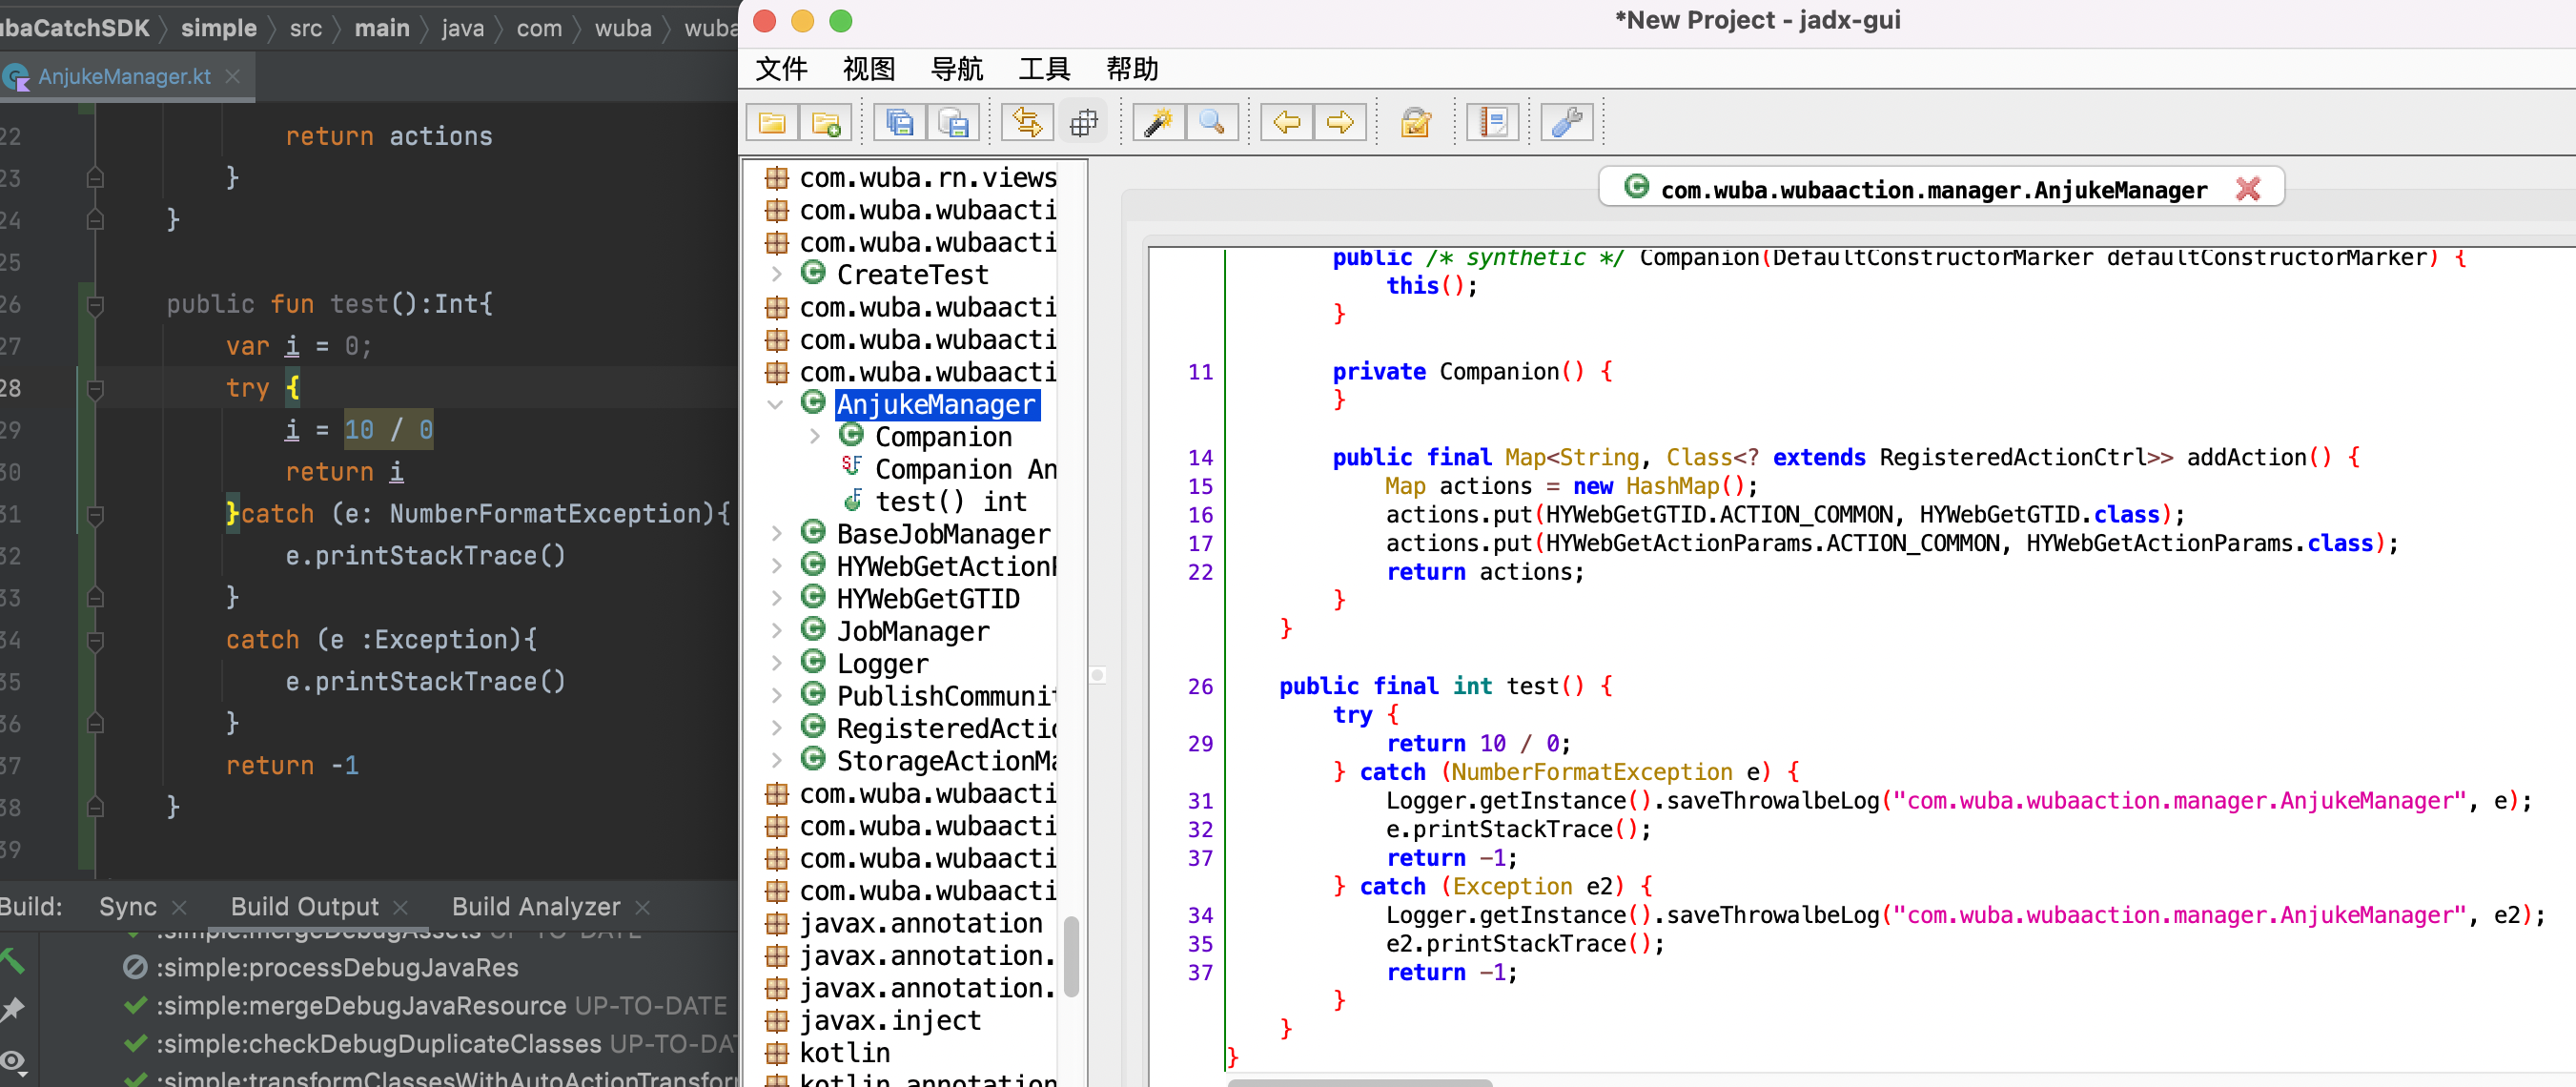 ubaCatchSDK simple src main java com wuba wuba
AnjukeManager.kt
22 return actions
23 }
24 }
25
26 public fun test():Int{
27 var i = 0;
28 try {
29 i = 10 / 0
30 return i
31 }catch (e: NumberFormatException){
32 e.printStackTrace()
33 }
34 catch (e :Exception){
35 e.printStackTrace()
36 }
37 return -1
38 }
39
Build: Sync Build Output Build Analyzer
:simple:mergeDebugAssets UP-TO-DATE
:simple:processDebugJavaRes
:simple:mergeDebugJavaResource UP-TO-DATE
:simple:checkDebugDuplicateClasses UP-TO-DA
:simple:transformClassesWithAutoActionTransfor
*New Project - jadx-gui
文件 视图 导航 工具 帮助
com.wuba.rn.views
com.wuba.wubaacti
com.wuba.wubaacti
CreateTest
com.wuba.wubaacti
com.wuba.wubaacti
com.wuba.wubaacti
AnjukeManager
Companion
Companion An
test() int
BaseJobManager
HYWebGetAction
HYWebGetGTID
JobManager
Logger
PublishCommunit
RegisteredActio
StorageActionMa
com.wuba.wubaacti
com.wuba.wubaacti
com.wuba.wubaacti
com.wuba.wubaacti
javax.annotation
javax.annotation.
javax.annotation.
javax.inject
kotlin
kotlin.annotation
com.wuba.wubaaction.manager.AnjukeManager
public /* synthetic */ Companion(DefaultConstructorMarker defaultConstructorMarker) {
this();
}
11 private Companion() {
}
14 public final Map<String, Class<? extends RegisteredActionCtrl>> addAction() {
15 Map actions = new HashMap();
16 actions.put(HYWebGetGTID.ACTION_COMMON, HYWebGetGTID.class);
17 actions.put(HYWebGetActionParams.ACTION_COMMON, HYWebGetActionParams.class);
22 return actions;
}
}
26 public final int test() {
try {
29 return 10 / 0;
} catch (NumberFormatException e) {
31 Logger.getInstance().saveThrowalbeLog("com.wuba.wubaaction.manager.AnjukeManager", e);
32 e.printStackTrace();
37 return -1;
} catch (Exception e2) {
34 Logger.getInstance().saveThrowalbeLog("com.wuba.wubaaction.manager.AnjukeManager", e2);
35 e2.printStackTrace();
37 return -1;
}
}
}